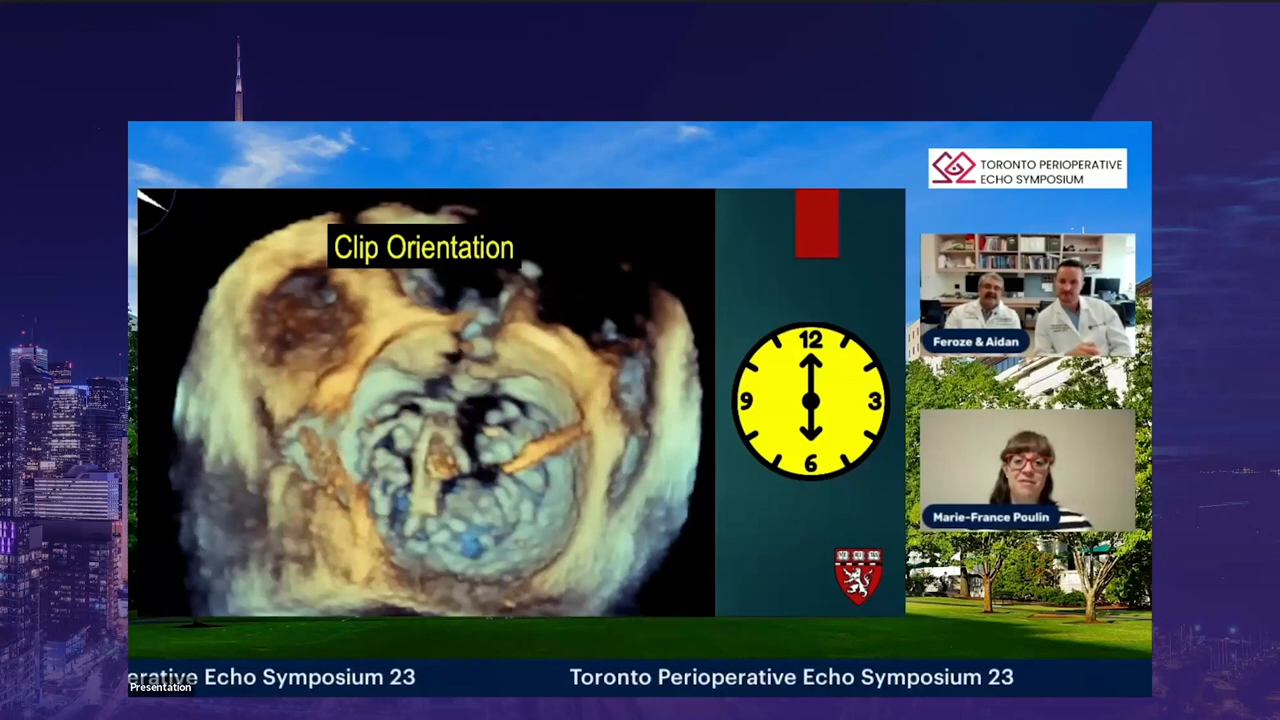 TORONTO PERIOPERATIVE
ECHO SYMPOSIUM
Clip Orientation
12
9
3
6
Feroze & Aidan
Marie-France Poulin
erative Echo Symposium 23
Toronto Perioperative Echo Symposium 23
Presentation